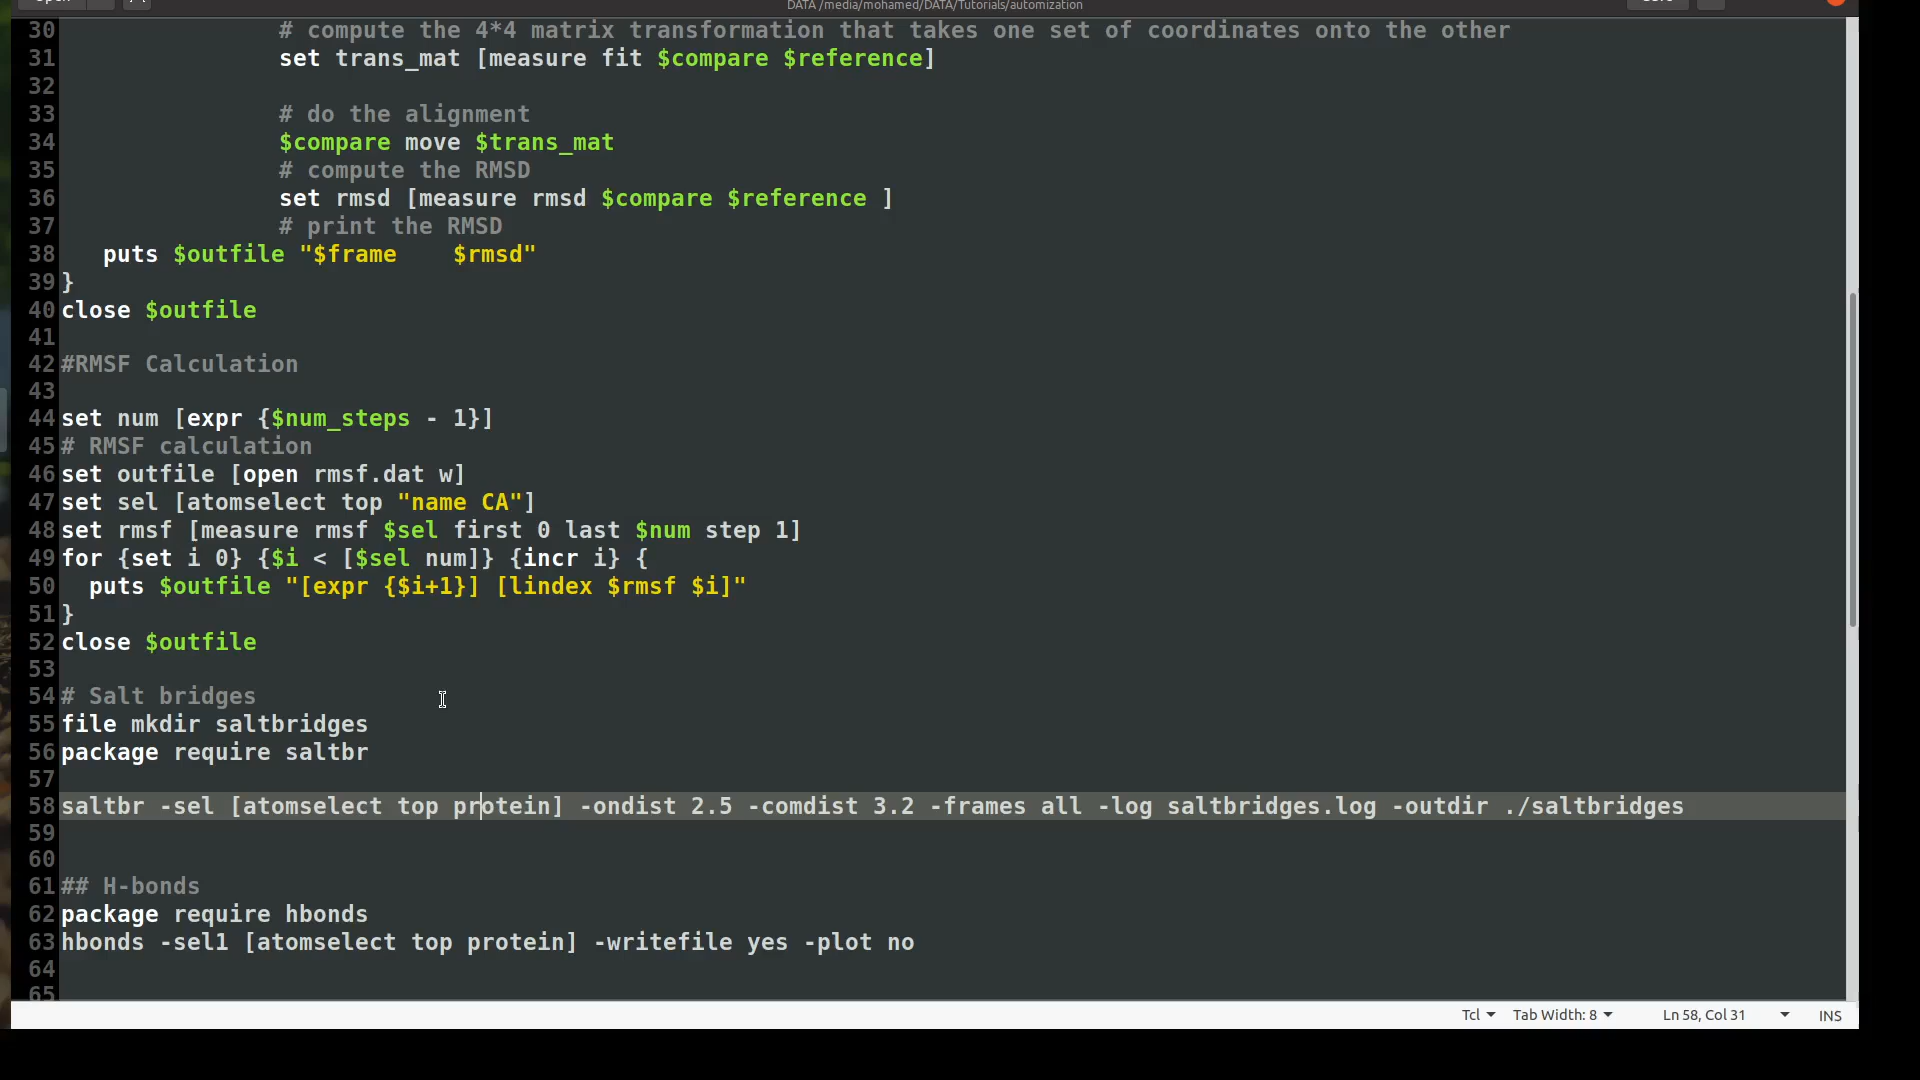 DATA /media/mohamed/DATA/Tutorials/automization
30 # compute the 4*4 matrix transformation that takes one set of coordinates onto the other
31 set trans_mat [measure fit $compare $reference]
32
33 # do the alignment
34 $compare move $trans_mat
35 # compute the RMSD
36 set rmsd [measure rmsd $compare $reference ]
37 # print the RMSD
38 puts $outfile "$frame    $rmsd"
39 }
40 close $outfile
41
42 #RMSF Calculation
43
44 set num [expr {$num_steps - 1}]
45 # RMSF calculation
46 set outfile [open rmsf.dat w]
47 set sel [atomselect top "name CA"]
48 set rmsf [measure rmsf $sel first 0 last $num step 1]
49 for {set i 0} {$i < [$sel num]} {incr i} {
50 puts $outfile "[expr {$i+1}] [lindex $rmsf $i]"
51 }
52 close $outfile
53
54 # Salt bridges
55 file mkdir saltbridges
56 package require saltbr
57
58 saltbr -sel [atomselect top protein] -ondist 2.5 -comdist 3.2 -frames all -log saltbridges.log -outdir ./saltbridges
59
60
61 ## H-bonds
62 package require hbonds
63 hbonds -sel1 [atomselect top protein] -writefile yes -plot no
64
65
Tcl Tab Width: 8 Ln 58, Col 31 INS